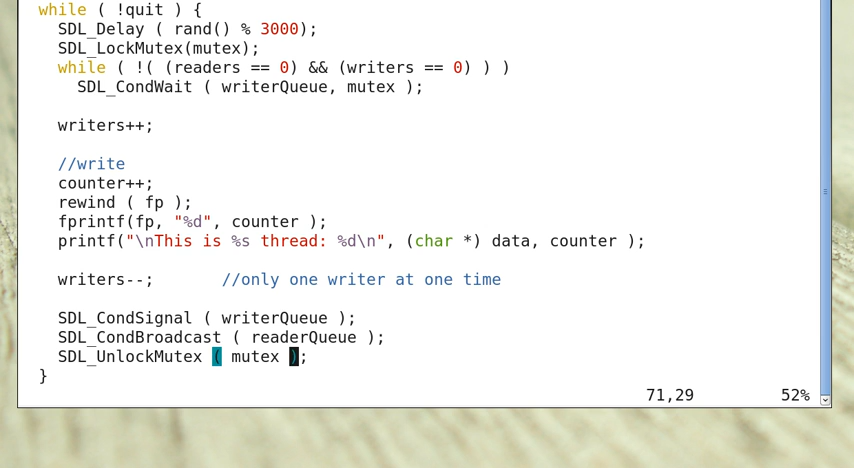 while ( !quit ) {
SDL_Delay ( rand() % 3000);
SDL_LockMutex(mutex);
while ( !( (readers == 0) && (writers == 0) ) )
SDL_CondWait ( writerQueue, mutex );
writers++;
//write
counter++;
rewind ( fp );
fprintf(fp, "%d", counter );
printf("\nThis is %s thread: %d\n", (char *) data, counter );
writers--; //only one writer at one time
SDL_CondSignal ( writerQueue );
SDL_CondBroadcast ( readerQueue );
SDL_UnlockMutex ( mutex );
}
71,29 52%